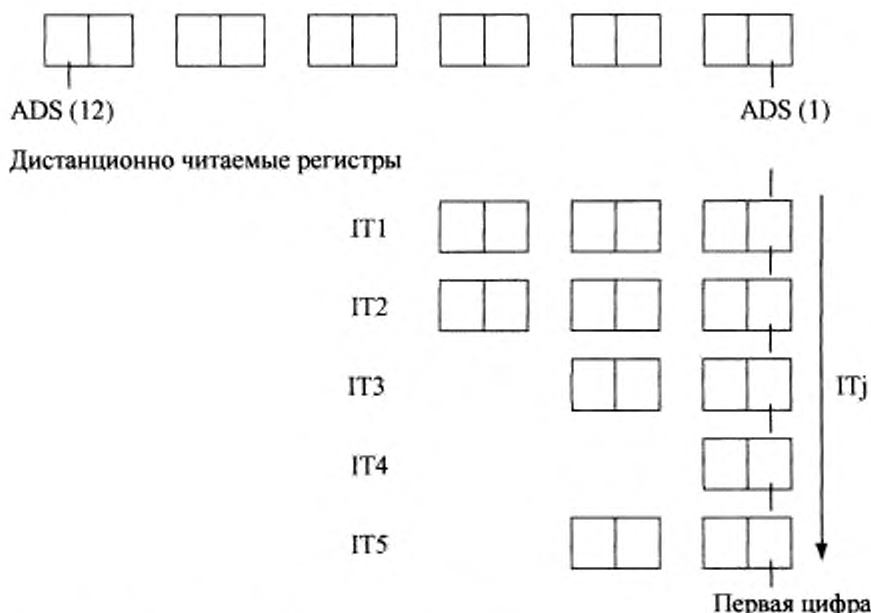 ADS (12)
ADS (1)
Дистанционно читаемые регистры
IT1
IT2
IT3
ITj
IT4
IT5
Первая цифра